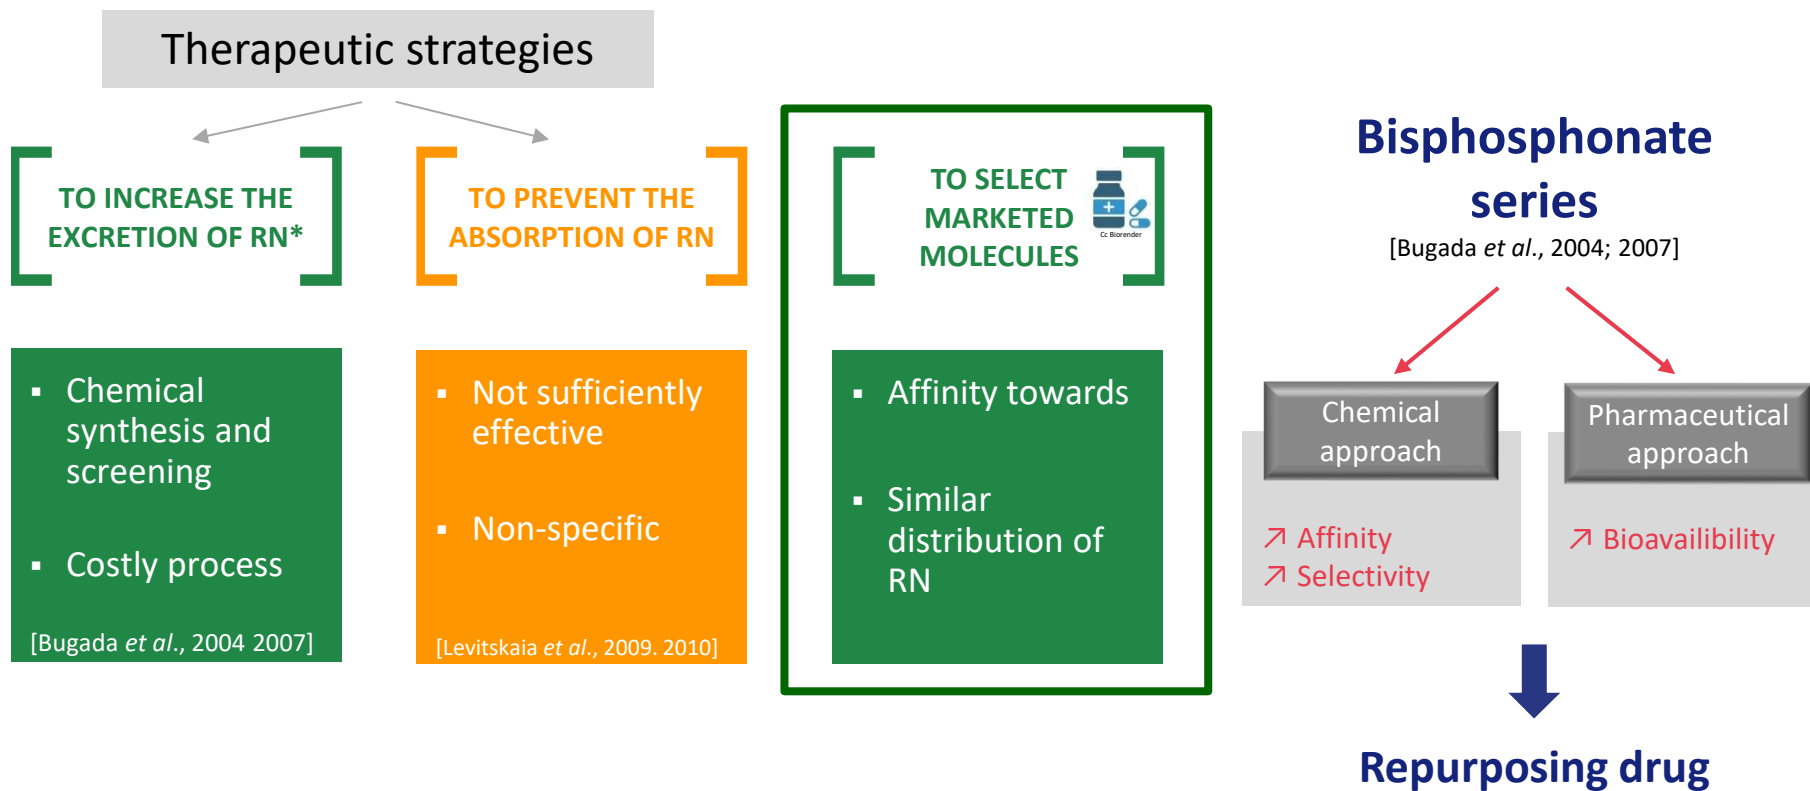 Therapeutic strategies
TO INCREASE THE
EXCRETION OF RN*
▪ Chemical
synthesis and
screening
▪ Costly process
[Bugada et al., 2004 2007]
TO PREVENT THE
ABSORPTION OF RN
▪ Not sufficiently
effective
▪ Non-specific
[Levitskaia et al., 2009. 2010]
TO SELECT
MARKETED
MOLECULES
Cc Biorender
▪ Affinity towards
▪ Similar
distribution of
RN
Bisphosphonate
series
[Bugada et al., 2004; 2007]
Chemical
approach
↗ Affinity
↗ Selectivity
Pharmaceutical
approach
↗ Bioavailibility
Repurposing drug